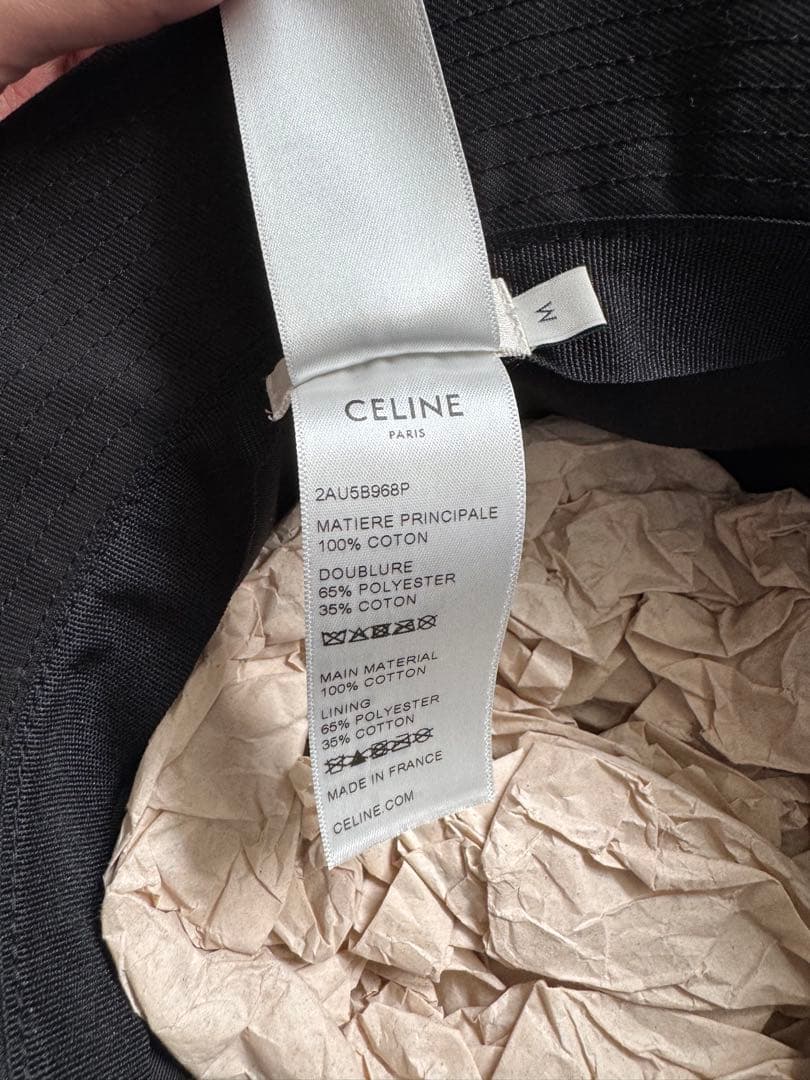 M
CELINE
PARIS
2AU5B968P
MATIERE PRINCIPALE
100% COTON
DOUBLURE
65% POLYESTER
35% COTON
MAIN MATERIAL
100% COTTON
LINING
65% POLYESTER
35% COTTON
MADE IN FRANCE
CELINE.COM